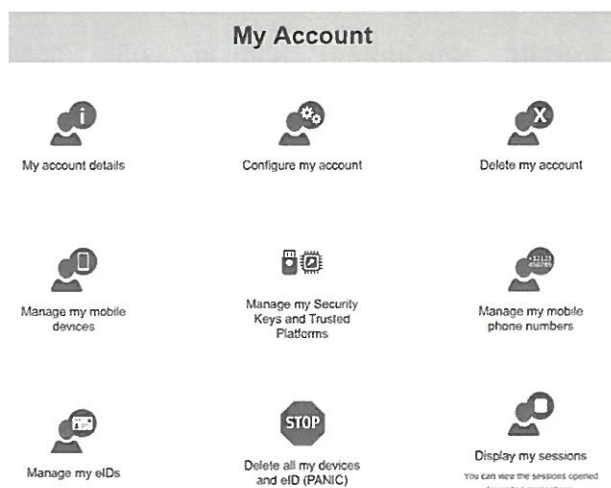 My Account
i
X
My account details
Configure my account
Delete my account
+32123
456789
Manage my mobile
devices
Manage my Security
Keys and Trusted
Platforms
Manage my mobile
phone numbers
STOP
Manage my eIDs
Delete all my devices
and eID (PANIC)
Display my sessions
You can view the sessions opened